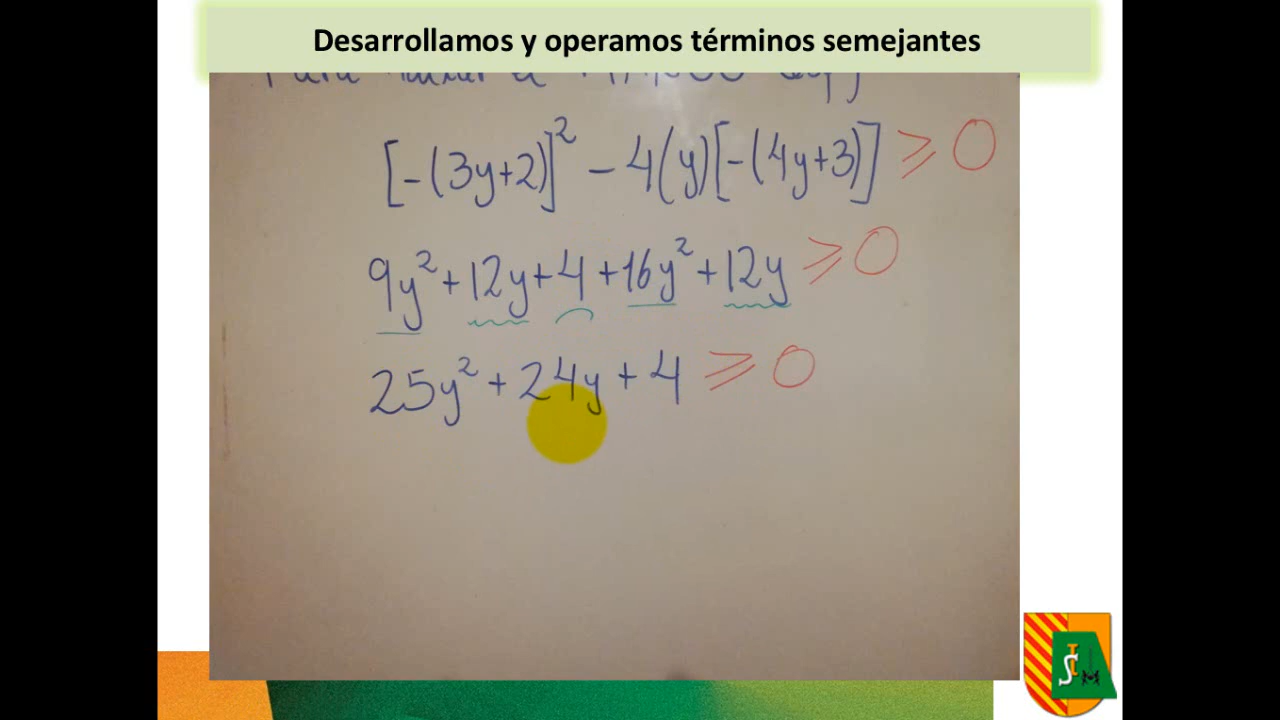 Desarrollamos y operamos términos semejantes
[-(3y+2)]² - 4(y)[-(4y+3)] ⩾ 0
9y² + 12y + 4 + 16y² + 12y ⩾ 0
25y² + 24y + 4 ⩾ 0